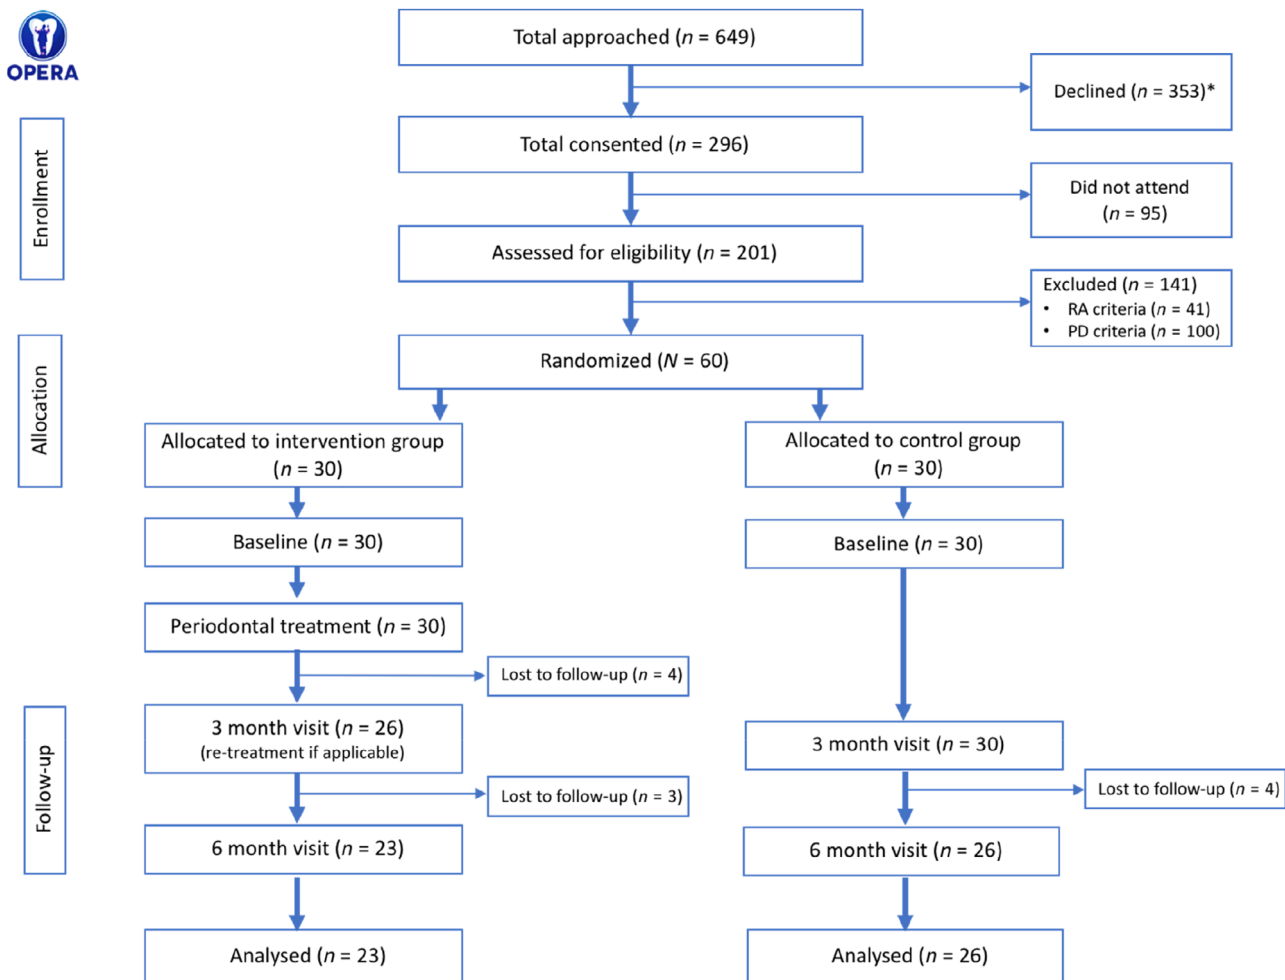 OPERA
Total approached (n = 649)
Declined (n = 353)*
Enrollment
Total consented (n = 296)
Did not attend
(n = 95)
Assessed for eligibility (n = 201)
Excluded (n = 141)
• RA criteria (n = 41)
• PD criteria (n = 100)
Allocation
Randomized (N = 60)
Allocated to intervention group
(n = 30)
Allocated to control group
(n = 30)
Baseline (n = 30)
Baseline (n = 30)
Periodontal treatment (n = 30)
Lost to follow-up (n = 4)
Follow-up
3 month visit (n = 26)
(re-treatment if applicable)
3 month visit (n = 30)
Lost to follow-up (n = 3)
Lost to follow-up (n = 4)
6 month visit (n = 23)
6 month visit (n = 26)
Analysed (n = 23)
Analysed (n = 26)